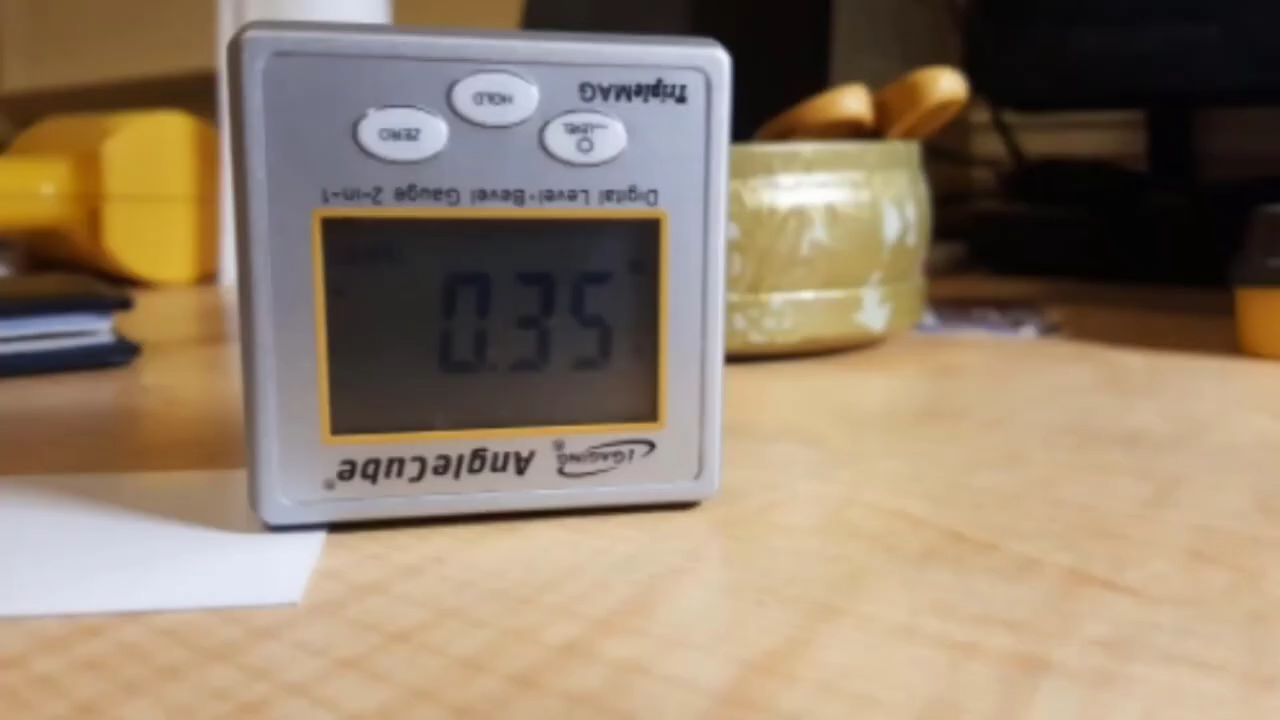 iGAGING® AngleCube®
0.35
Digital Level+Bevel Gauge 2-in-1
LEVEL
ZERO
HOLD
TripleMAG